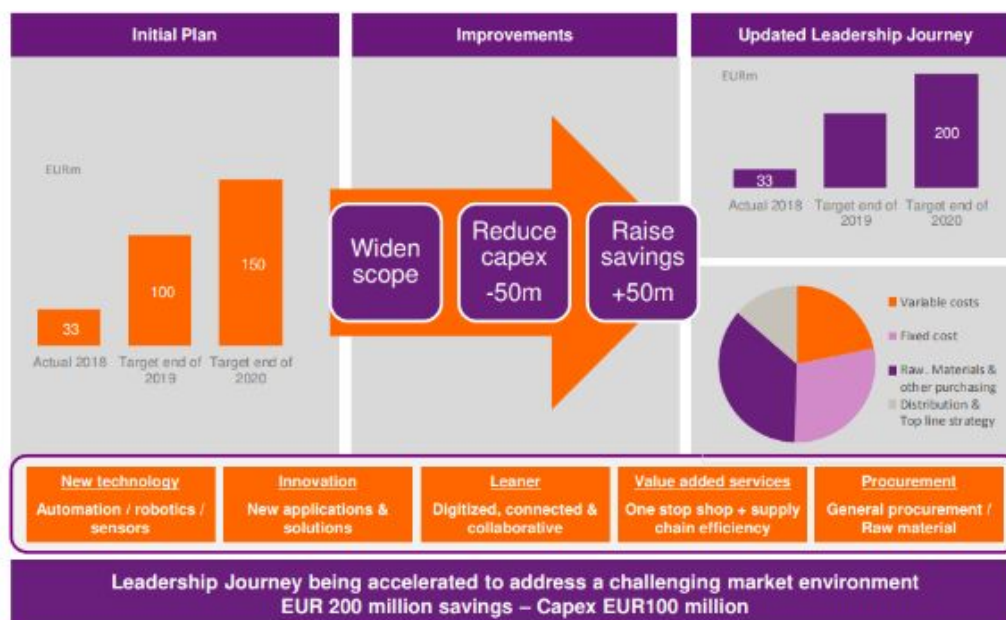 Initial Plan
EURm
33
100
150
Actual 2018
Target end of
2019
Target end of
2020
Improvements
Widen
scope
Reduce
capex
-50m
Raise
savings
+50m
Updated Leadership Journey
EURm
33
200
Actual 2018
Target end of
2019
Target end of
2020
Variable costs
Fixed cost
Raw. Materials &
other purchasing
Distribution &
Top line strategy
New technology
Automation / robotics /
sensors
Innovation
New applications &
solutions
Leaner
Digitized, connected &
collaborative
Value added services
One stop shop + supply
chain efficiency
Procurement
General procurement /
Raw material
Leadership Journey being accelerated to address a challenging market environment
EUR 200 million savings – Capex EUR100 million